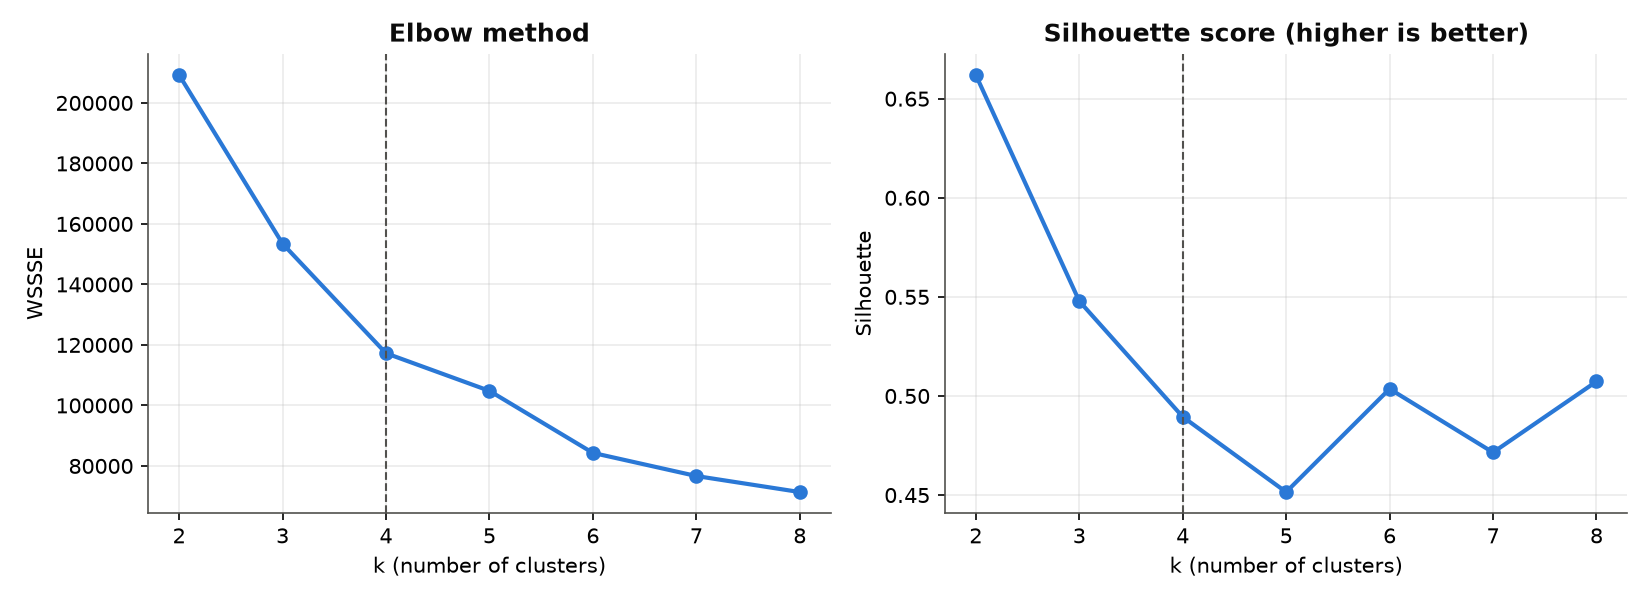 Elbow method
200000
180000
160000
140000
120000
100000
80000
WSSSE
2 3 4 5 6 7 8
k (number of clusters)
Silhouette score (higher is better)
0.65
0.60
0.55
0.50
0.45
Silhouette
2 3 4 5 6 7 8
k (number of clusters)